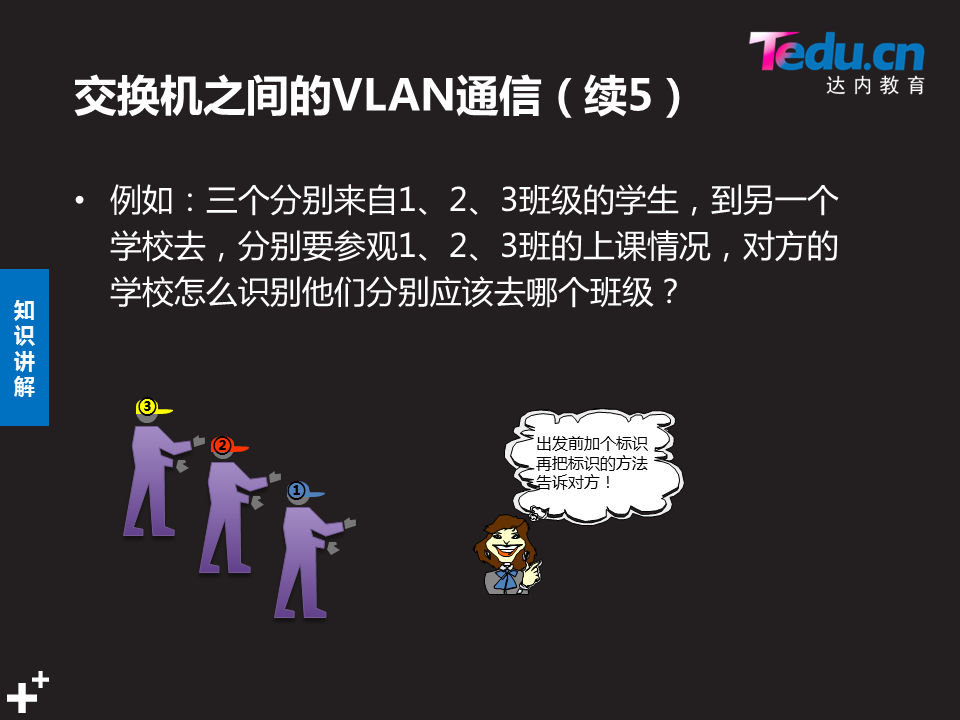 Tedu.cn
达内教育
交换机之间的VLAN通信（续5）
• 例如：三个分别来自1、2、3班级的学生，到另一个
学校去，分别要参观1、2、3班的上课情况，对方的
学校怎么识别他们分别应该去哪个班级？
知
识
讲
解
3
2
1
出发前加个标识
再把标识的方法
告诉对方！